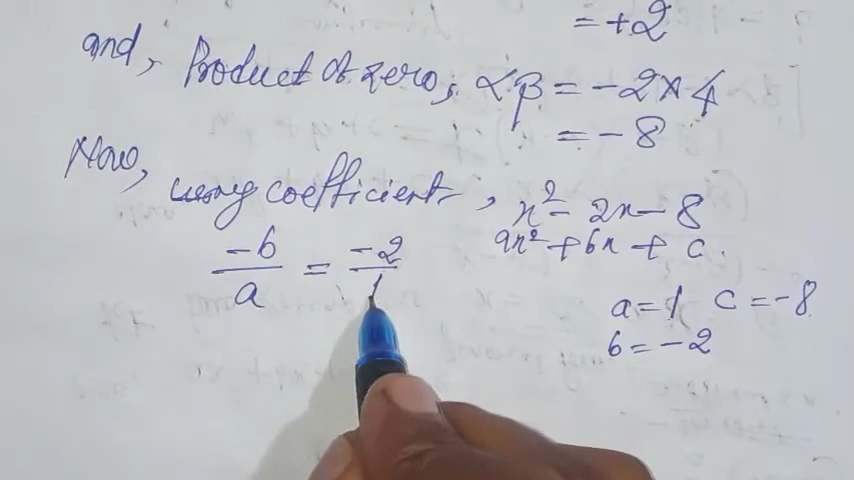 = +2
and, Product of zero; αβ = -2 × 4
= - 8
Now,
using coefficient, x² - 2x - 8
ax² + bx + c.
-b/a = -2/1
a = 1 c = -8
b = -2